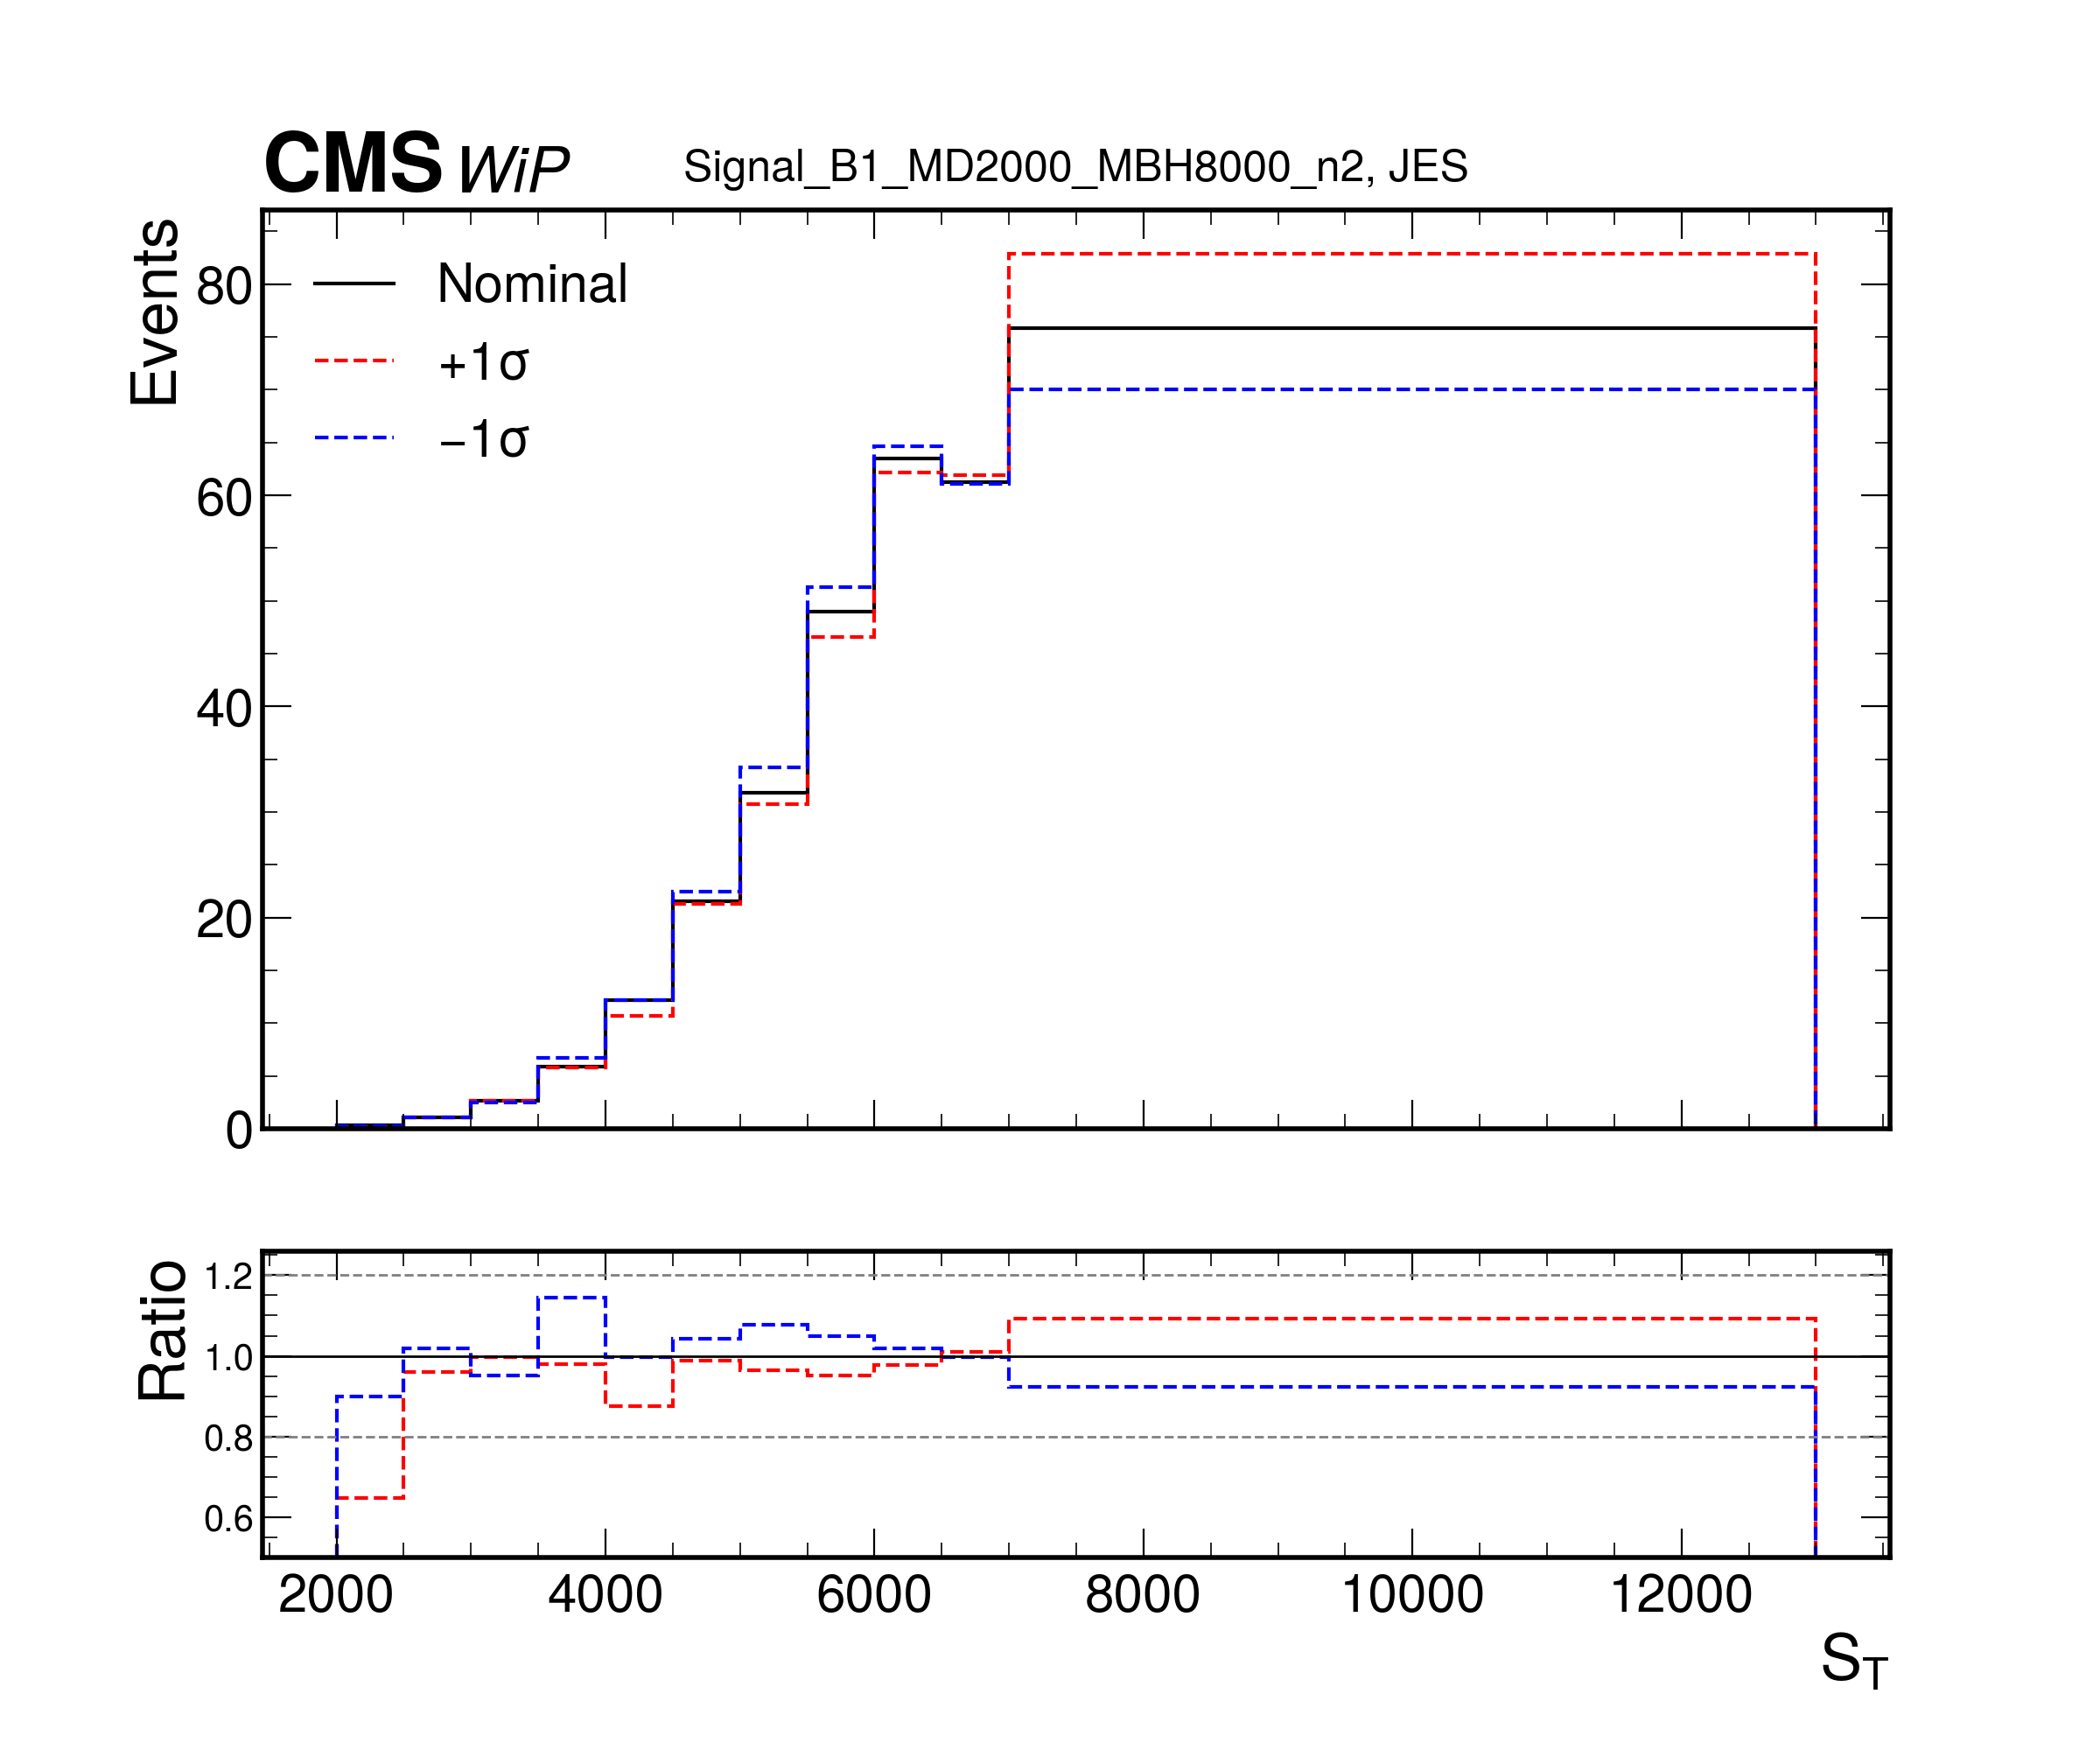 CMS WiP Signal_B1_MD2000_MBH8000_n2, JES
Events
80
60
40
20
0
Nominal
+1σ
−1σ
Ratio
1.2
1.0
0.8
0.6
2000 4000 6000 8000 10000 12000
S_T